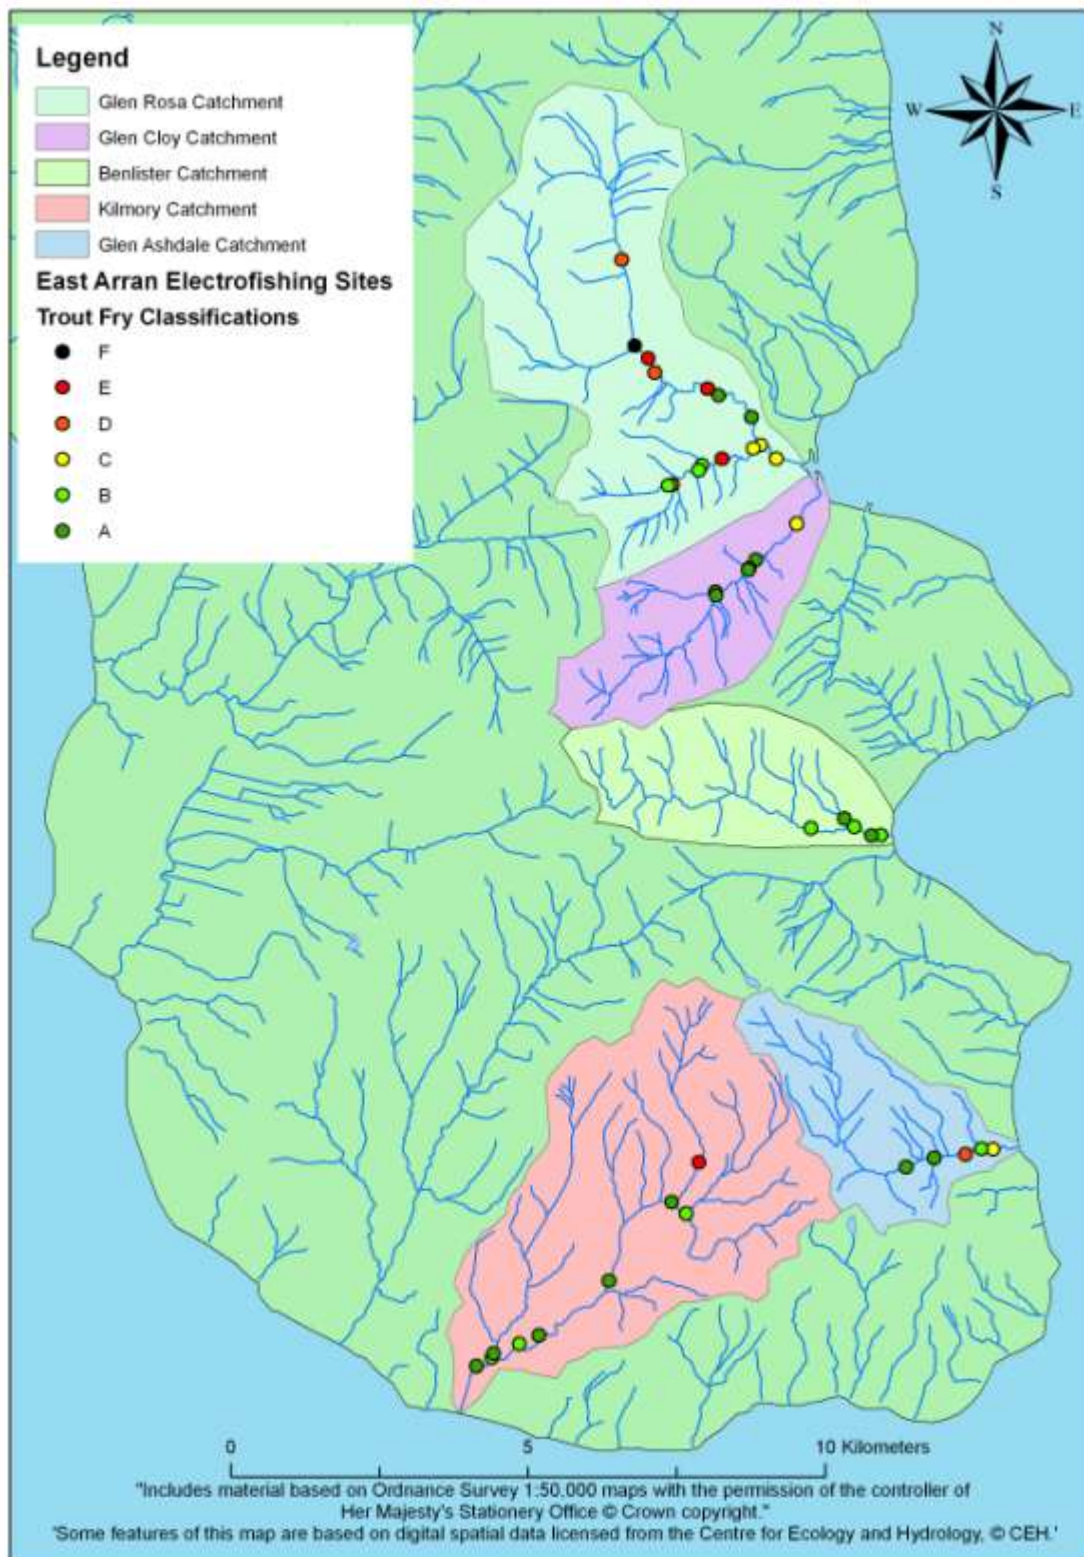 N
W
E
S
Legend
Glen Rosa Catchment
Glen Cloy Catchment
Benlister Catchment
Kilmory Catchment
Glen Ashdale Catchment
East Arran Electrofishing Sites
Trout Fry Classifications
F
E
D
C
B
A
0 5 10 Kilometers
"Includes material based on Ordnance Survey 1:50,000 maps with the permission of the controller of
Her Majesty's Stationery Office © Crown copyright."
'Some features of this map are based on digital spatial data licensed from the Centre for Ecology and Hydrology, © CEH.'